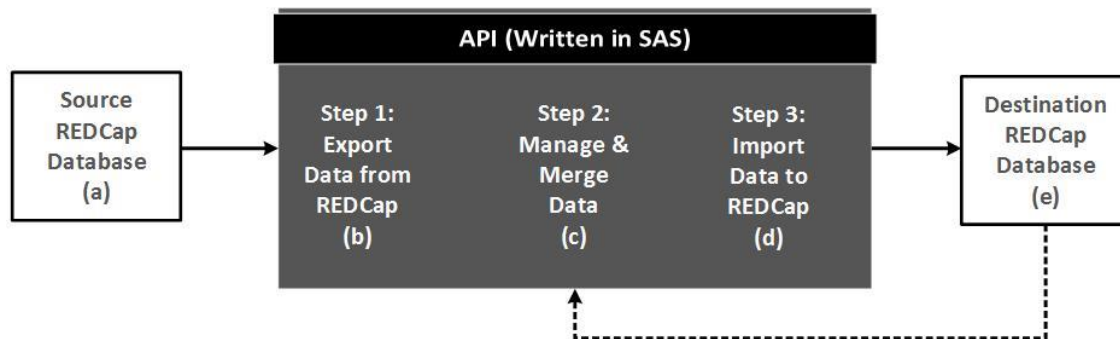 API (Written in SAS)
Source
REDCap
Database
(a)
Step 1:
Export
Data from
REDCap
(b)
Step 2:
Manage &
Merge
Data
(c)
Step 3:
Import
Data to
REDCap
(d)
Destination
REDCap
Database
(e)